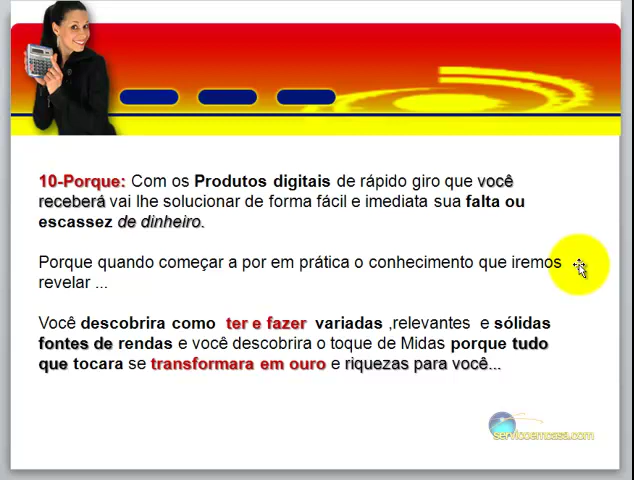 10-Porque: Com os Produtos digitais de rápido giro que você
receberá vai lhe solucionar de forma fácil e imediata sua falta ou
escassez de dinheiro.
Porque quando começar a por em prática o conhecimento que iremos
revelar ...
Você descobrira como ter e fazer variadas ,relevantes e sólidas
fontes de rendas e você descobrira o toque de Midas porque tudo
que tocara se transformara em ouro e riquezas para você...
servicoemcasa.com